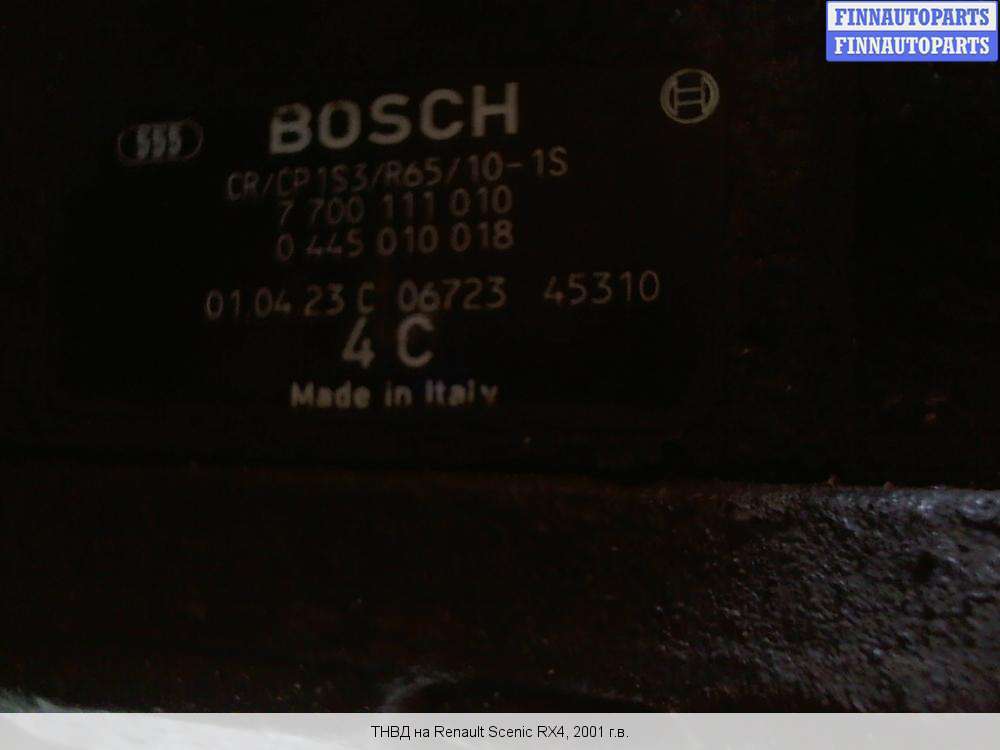 FINNAUTOPARTS
FINNAUTOPARTS
555 BOSCH
CR/CP1S3/R65/10-1S
7 700 111 010
0 445 010 018
01.04.23 C 06723 45310
4 C
Made in Italy
ТНВД на Renault Scenic RX4, 2001 г.в.